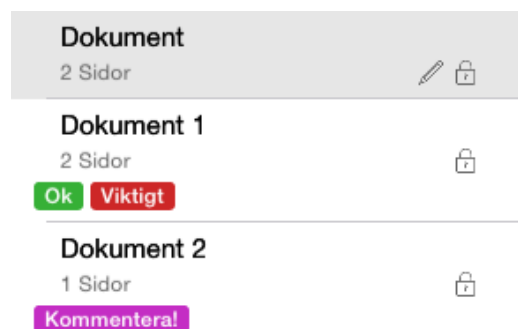 Dokument
2 Sidor
Dokument 1
2 Sidor
Ok Viktigt
Dokument 2
1 Sidor
Kommentera!